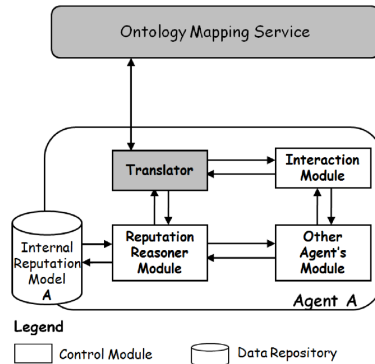 Ontology Mapping Service
Translator
Interaction
Module
Internal
Reputation
Model
A
Reputation
Reasoner
Module
Other
Agent's
Module
Agent A
Legend
Control Module
Data Repository